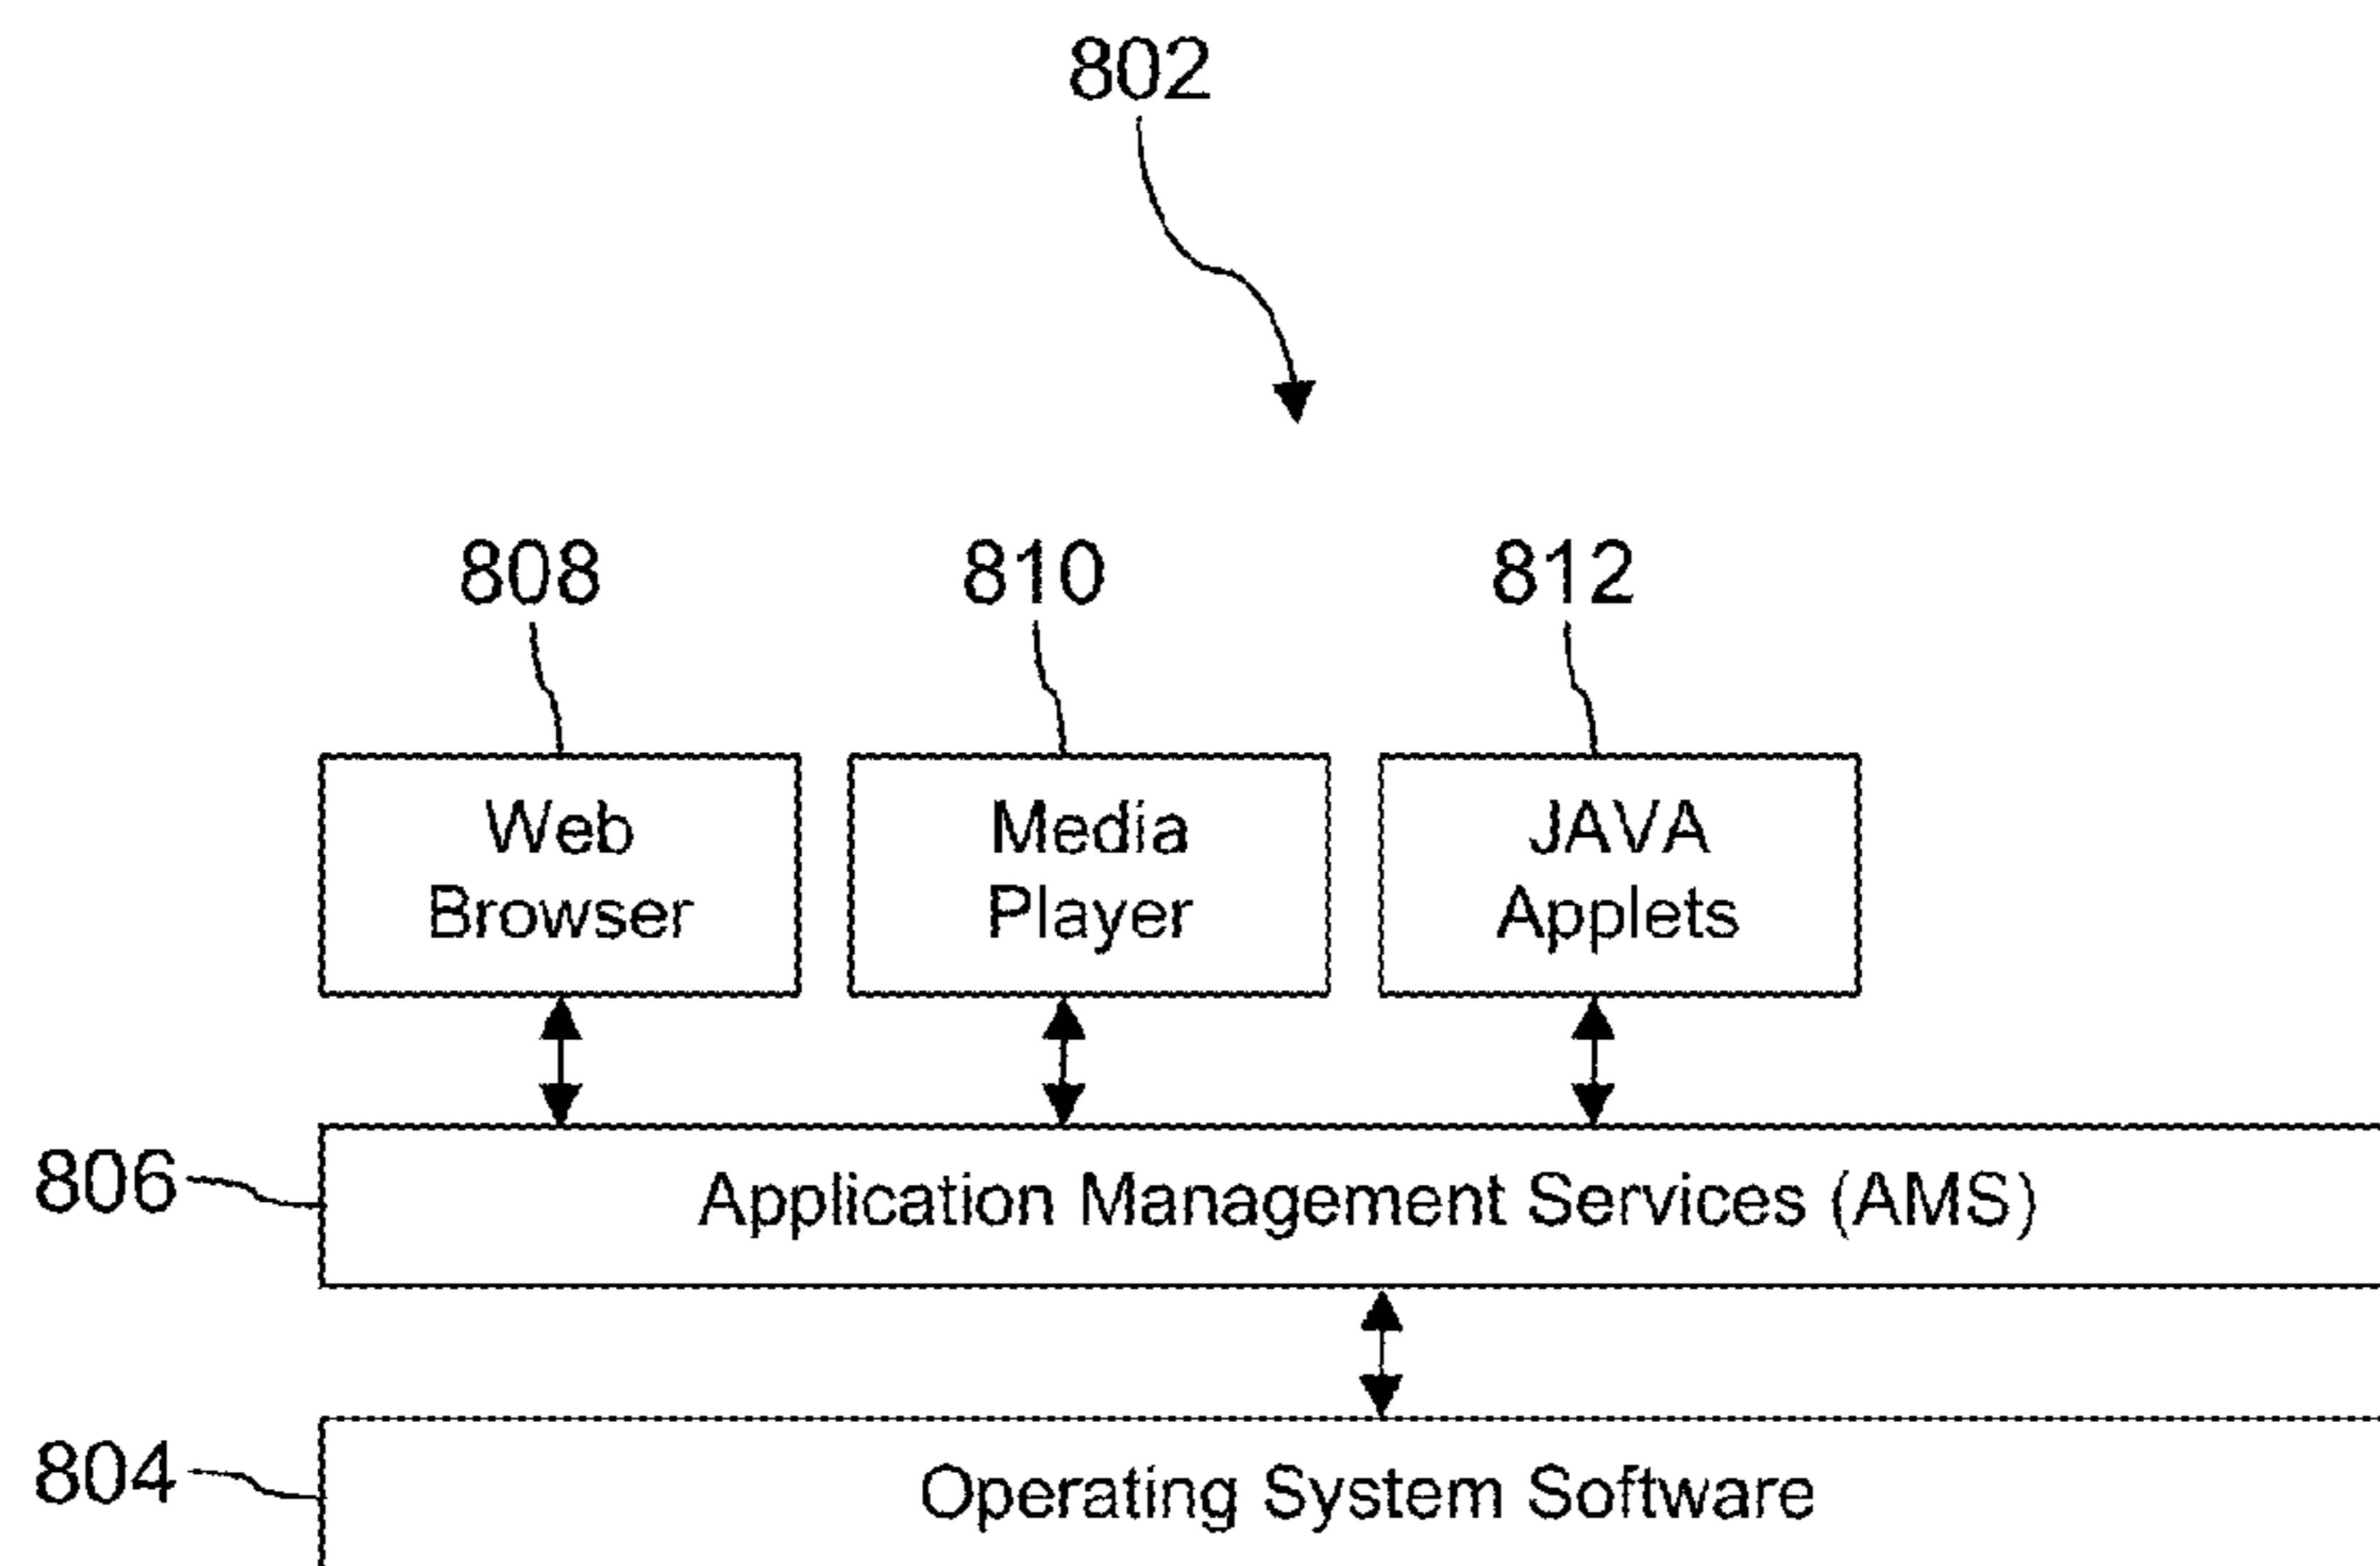 802
808
810
812
Web
Browser
Media
Player
JAVA
Applets
806
Application Management Services (AMS)
804
Operating System Software